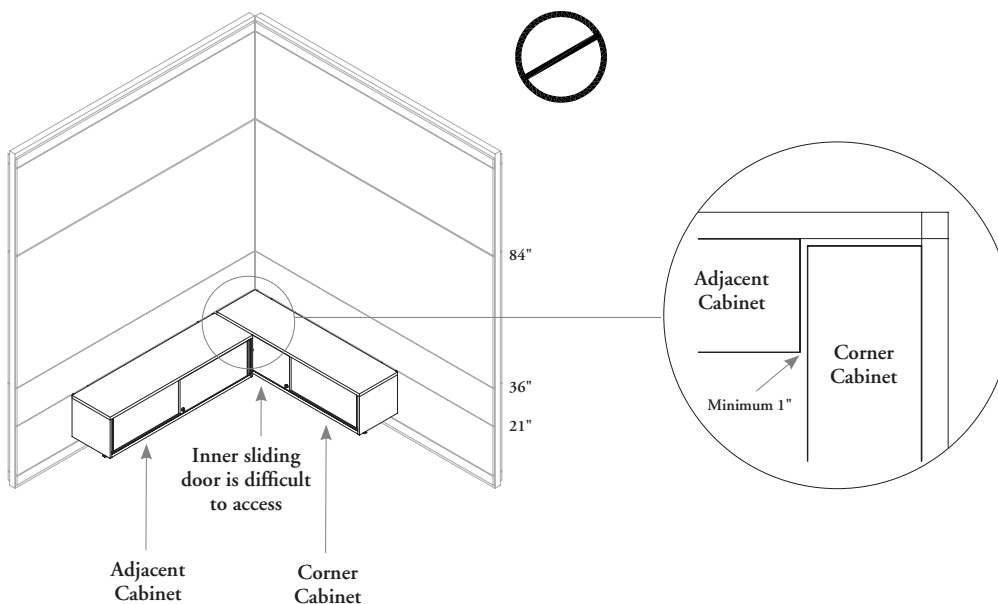 84"
36"
21"
Inner sliding
door is difficult
to access
Adjacent
Cabinet
Corner
Cabinet
Adjacent
Cabinet
Corner
Cabinet
Minimum 1"